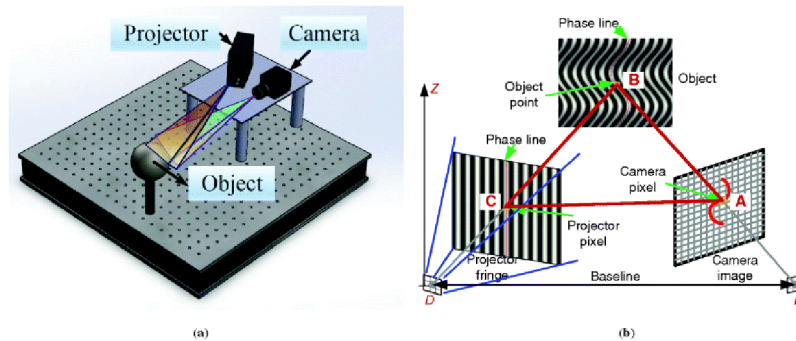 Projector
Camera
Object
(a)
Phase line
Z
B
Object
point
Object
Phase line
Camera
pixel
C
A
Projector
pixel
Projector
fringe
Camera
image
Baseline
D
(b)